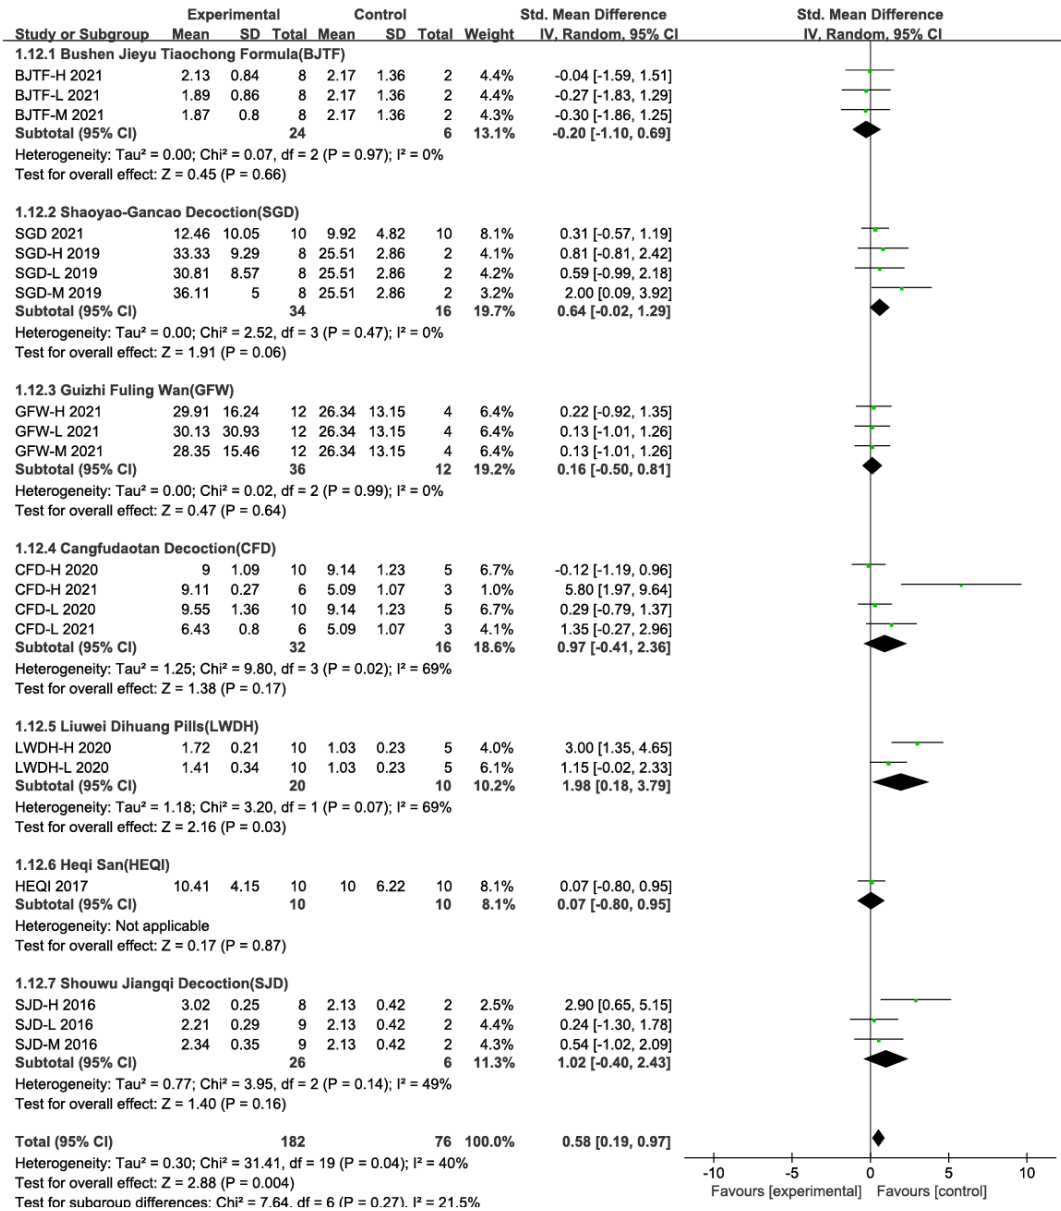 Experimental Control Std. Mean Difference Std. Mean Difference
Study or Subgroup Mean SD Total Mean SD Total Weight IV, Random, 95% CI IV, Random, 95% CI
1.12.1 Bushen Jieyu Tiaochong Formula(BJTF)
BJTF-H 2021 2.13 0.84 8 2.17 1.36 2 4.4% -0.04 [-1.59, 1.51]
BJTF-L 2021 1.89 0.86 8 2.17 1.36 2 4.4% -0.27 [-1.83, 1.29]
BJTF-M 2021 1.87 0.8 8 2.17 1.36 2 4.3% -0.30 [-1.86, 1.25]
Subtotal (95% CI) 24 6 13.1% -0.20 [-1.10, 0.69]
Heterogeneity: Tau² = 0.00; Chi² = 0.07, df = 2 (P = 0.97); I² = 0%
Test for overall effect: Z = 0.45 (P = 0.66)
1.12.2 Shaoyao-Gancao Decoction(SGD)
SGD 2021 12.46 10.05 10 9.92 4.82 10 8.1% 0.31 [-0.57, 1.19]
SGD-H 2019 33.33 9.29 8 25.51 2.86 2 4.1% 0.81 [-0.81, 2.42]
SGD-L 2019 30.81 8.57 8 25.51 2.86 2 4.2% 0.59 [-0.99, 2.18]
SGD-M 2019 36.11 5 8 25.51 2.86 2 3.2% 2.00 [0.09, 3.92]
Subtotal (95% CI) 34 16 19.7% 0.64 [-0.02, 1.29]
Heterogeneity: Tau² = 0.00; Chi² = 2.52, df = 3 (P = 0.47); I² = 0%
Test for overall effect: Z = 1.91 (P = 0.06)
1.12.3 Guizhi Fuling Wan(GFW)
GFW-H 2021 29.91 16.24 12 26.34 13.15 4 6.4% 0.22 [-0.92, 1.35]
GFW-L 2021 30.13 30.93 12 26.34 13.15 4 6.4% 0.13 [-1.01, 1.26]
GFW-M 2021 28.35 15.46 12 26.34 13.15 4 6.4% 0.13 [-1.01, 1.26]
Subtotal (95% CI) 36 12 19.2% 0.16 [-0.50, 0.81]
Heterogeneity: Tau² = 0.00; Chi² = 0.02, df = 2 (P = 0.99); I² = 0%
Test for overall effect: Z = 0.47 (P = 0.64)
1.12.4 Cangfudaotan Decoction(CFD)
CFD-H 2020 9 1.09 10 9.14 1.23 5 6.7% -0.12 [-1.19, 0.96]
CFD-H 2021 9.11 0.27 6 5.09 1.07 3 1.0% 5.80 [1.97, 9.64]
CFD-L 2020 9.55 1.36 10 9.14 1.23 5 6.7% 0.29 [-0.79, 1.37]
CFD-L 2021 6.43 0.8 6 5.09 1.07 3 4.1% 1.35 [-0.27, 2.96]
Subtotal (95% CI) 32 16 18.6% 0.97 [-0.41, 2.36]
Heterogeneity: Tau² = 1.25; Chi² = 9.80, df = 3 (P = 0.02); I² = 69%
Test for overall effect: Z = 1.38 (P = 0.17)
1.12.5 Liuwei Dihuang Pills(LWDH)
LWDH-H 2020 1.72 0.21 10 1.03 0.23 5 4.0% 3.00 [1.35, 4.65]
LWDH-L 2020 1.41 0.34 10 1.03 0.23 5 6.1% 1.15 [-0.02, 2.33]
Subtotal (95% CI) 20 10 10.2% 1.98 [0.18, 3.79]
Heterogeneity: Tau² = 1.18; Chi² = 3.20, df = 1 (P = 0.07); I² = 69%
Test for overall effect: Z = 2.16 (P = 0.03)
1.12.6 Heqi San(HEQI)
HEQI 2017 10.41 4.15 10 10 6.22 10 8.1% 0.07 [-0.80, 0.95]
Subtotal (95% CI) 10 10 8.1% 0.07 [-0.80, 0.95]
Heterogeneity: Not applicable
Test for overall effect: Z = 0.17 (P = 0.87)
1.12.7 Shouwu Jiangqi Decoction(SJD)
SJD-H 2016 3.02 0.25 8 2.13 0.42 2 2.5% 2.90 [0.65, 5.15]
SJD-L 2016 2.21 0.29 9 2.13 0.42 2 4.4% 0.24 [-1.30, 1.78]
SJD-M 2016 2.34 0.35 9 2.13 0.42 2 4.3% 0.54 [-1.02, 2.09]
Subtotal (95% CI) 26 6 11.3% 1.02 [-0.40, 2.43]
Heterogeneity: Tau² = 0.77; Chi² = 3.95, df = 2 (P = 0.14); I² = 49%
Test for overall effect: Z = 1.40 (P = 0.16)
Total (95% CI) 182 76 100.0% 0.58 [0.19, 0.97]
Heterogeneity: Tau² = 0.30; Chi² = 31.41, df = 19 (P = 0.04); I² = 40%
Test for overall effect: Z = 2.88 (P = 0.004)
Test for subgroup differences: Chi² = 7.64, df = 6 (P = 0.27), I² = 21.5%
-10 -5 0 5 10
Favours [experimental] Favours [control]